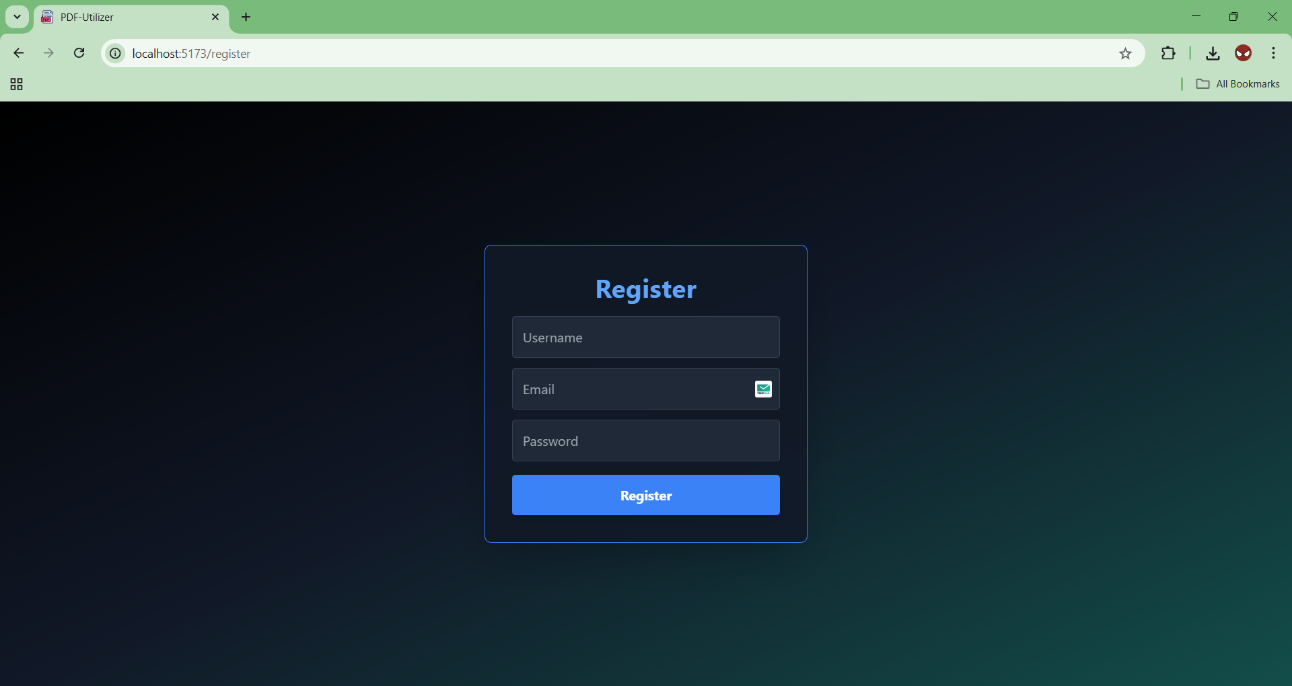 PDF-Utilizer
localhost:5173/register
All Bookmarks
Register
Username
Email
Password
Register